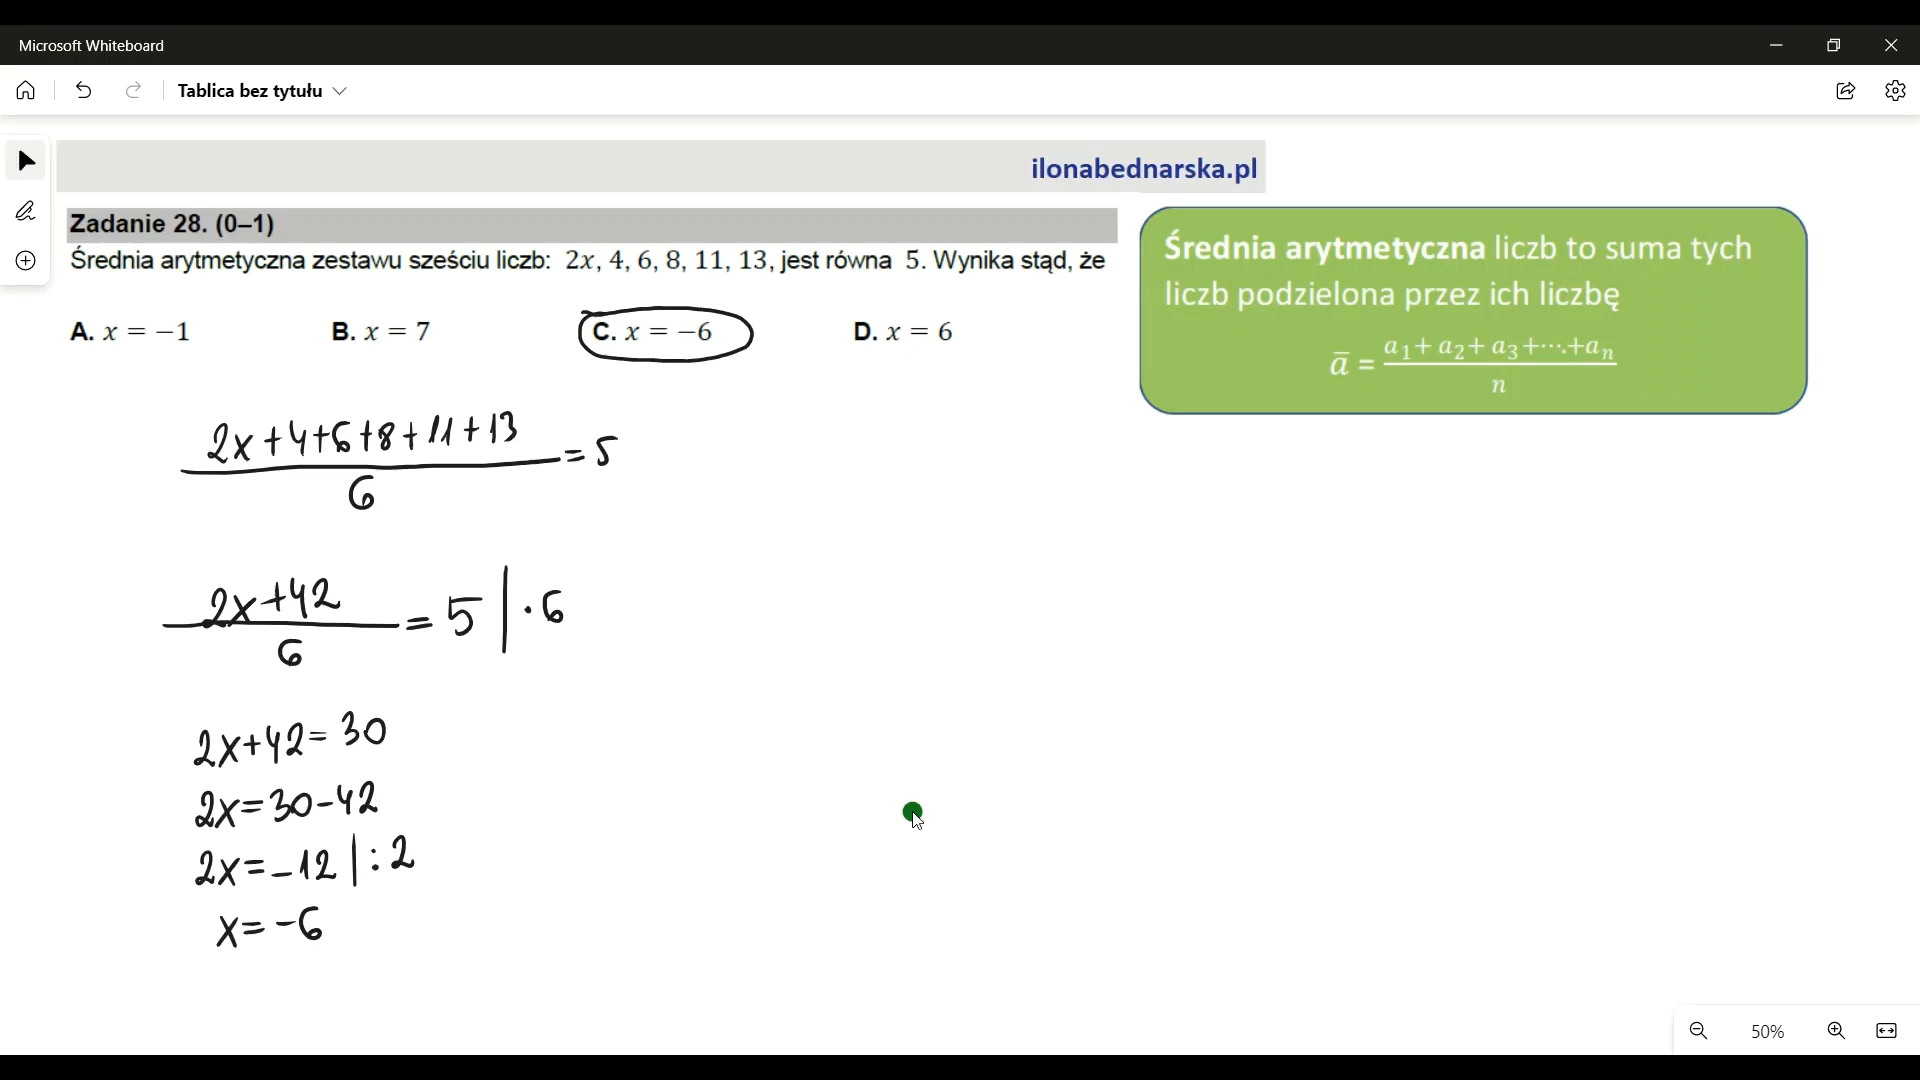 Microsoft Whiteboard
Tablica bez tytułu
ilonabednarska.pl
Zadanie 28. (0–1)
Średnia arytmetyczna zestawu sześciu liczb: 2x, 4, 6, 8, 11, 13, jest równa 5. Wynika stąd, że
A. x = −1 B. x = 7 C. x = −6 D. x = 6
Średnia arytmetyczna liczb to suma tych
liczb podzielona przez ich liczbę
a̅ = a₁+ a₂+ a₃+⋯.+aₙ
n
2x+4+6+8+11+13
= 5
6
2x+42
= 5 | · 6
6
2x+42=30
2x=30-42
2x=-12 | : 2
x=-6
50%